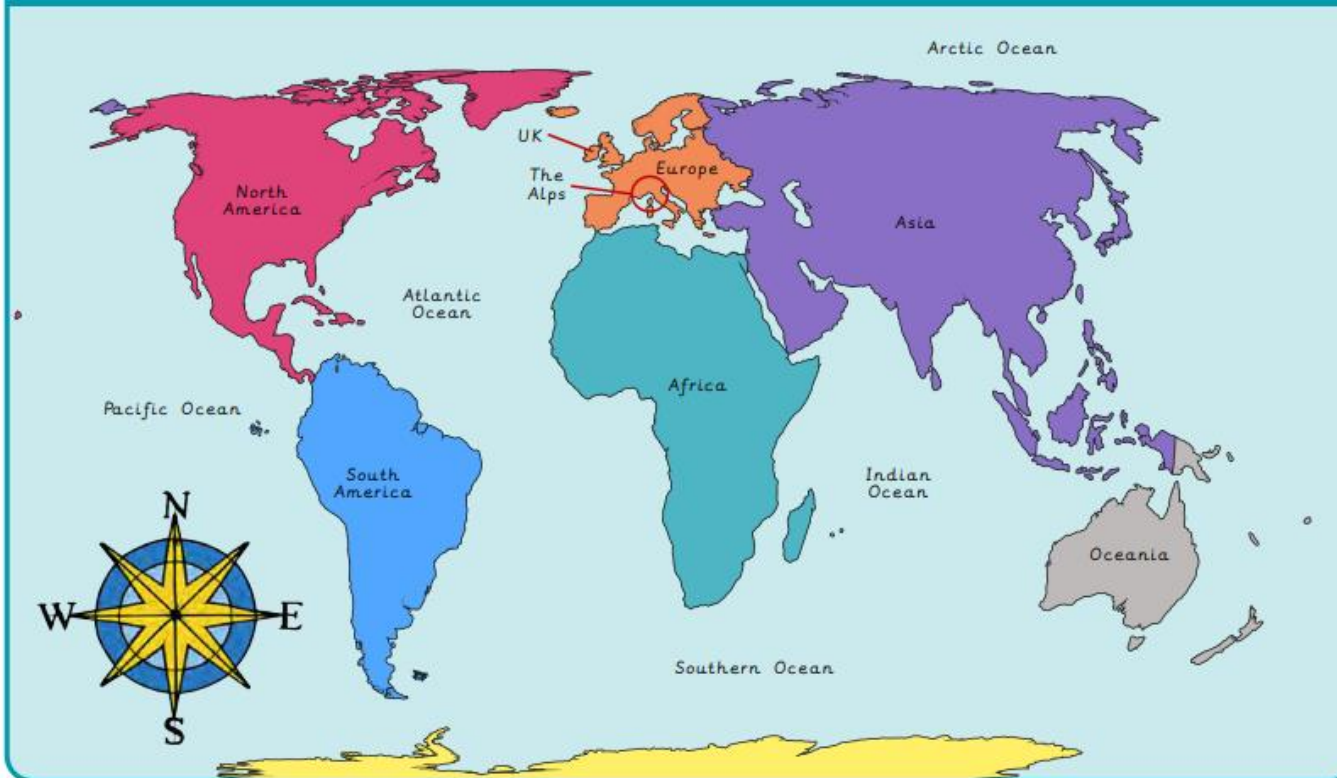 Arctic Ocean
UK
The
Alps
Europe
North
America
Asia
Atlantic
Ocean
Africa
Pacific Ocean
South
America
Indian
Ocean
Oceania
N
W
E
S
Southern Ocean